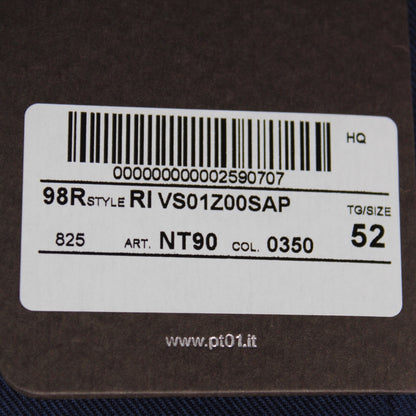 HQ
000000000002590707
98R STYLE RI VS01Z00SAP
TG/SIZE
825 ART. NT90 COL. 0350 52
www.pt01.it